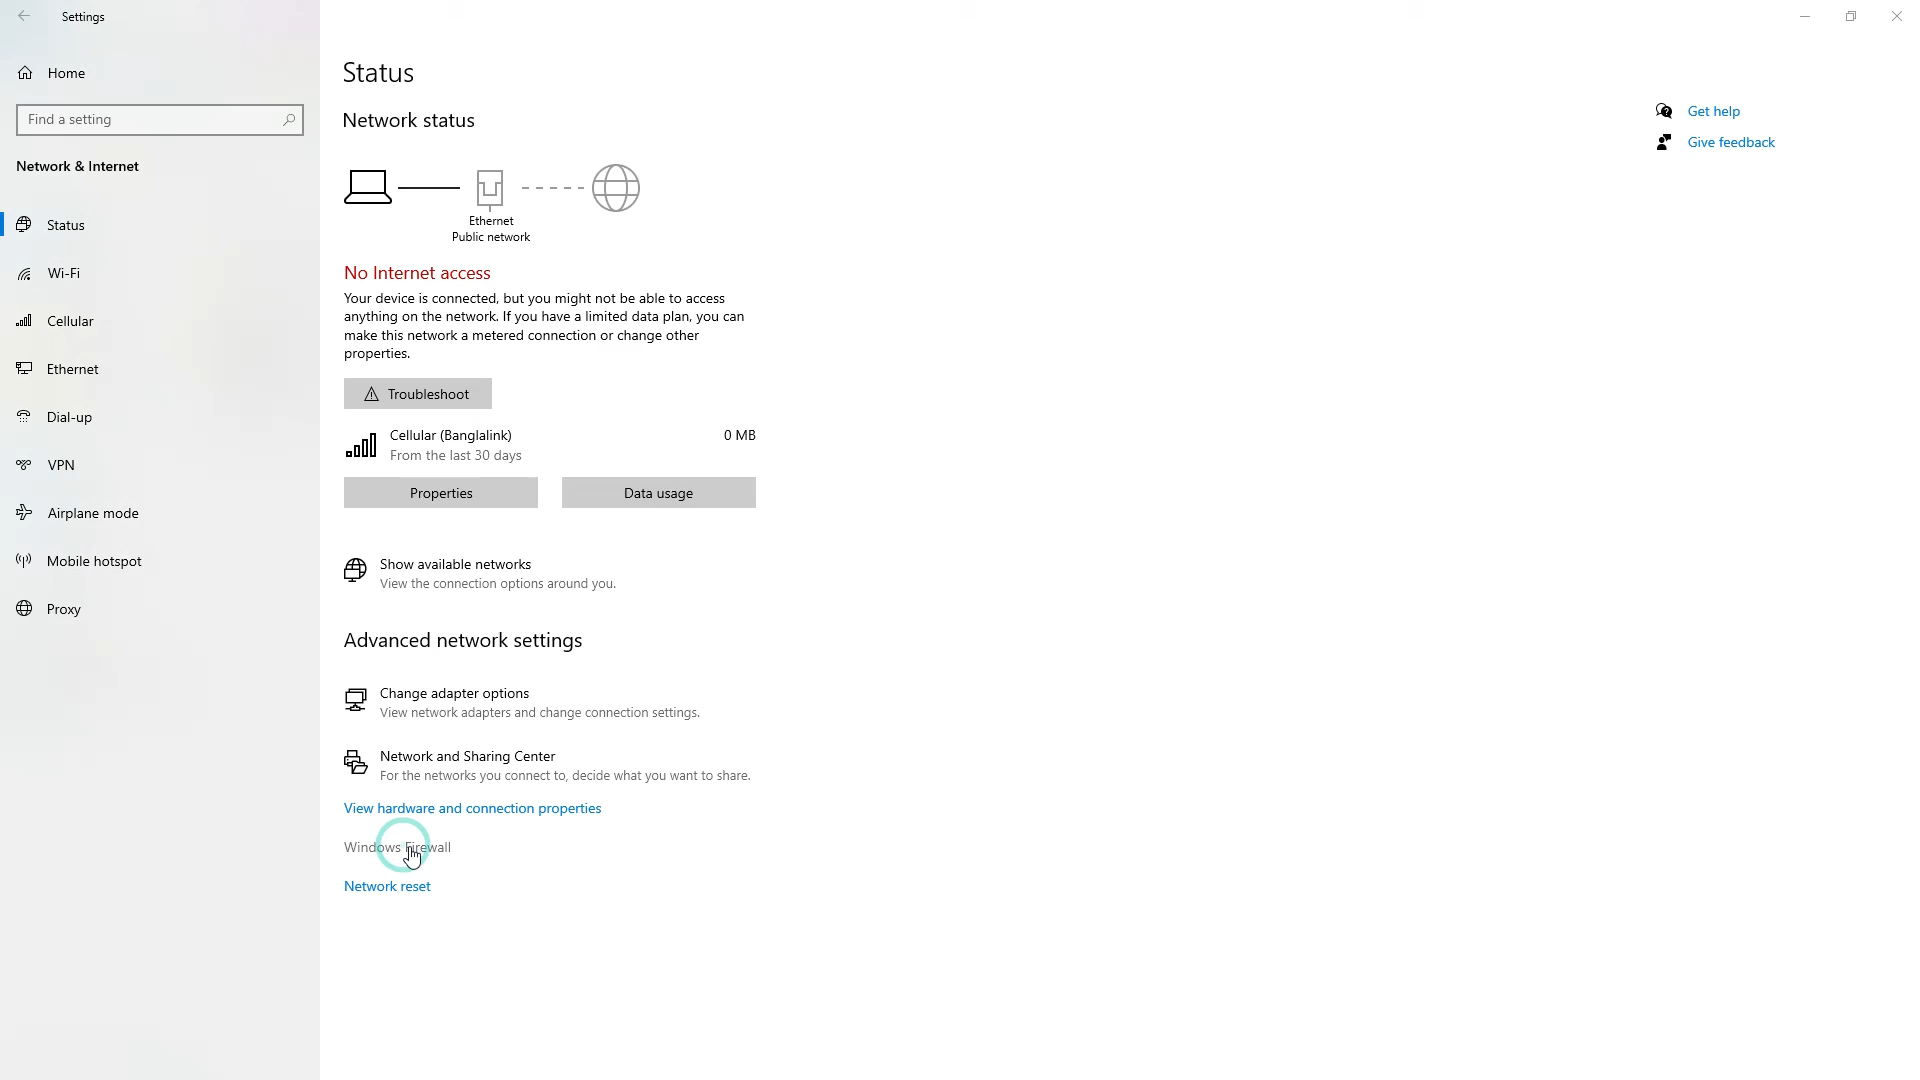 Settings
Home
Find a setting
Network & Internet
Status
Wi-Fi
Cellular
Ethernet
Dial-up
VPN
Airplane mode
Mobile hotspot
Proxy
Status
Network status
Ethernet
Public network
No Internet access
Your device is connected, but you might not be able to access
anything on the network. If you have a limited data plan, you can
make this network a metered connection or change other
properties.
Troubleshoot
Cellular (Banglalink)
0 MB
From the last 30 days
Properties
Data usage
Show available networks
View the connection options around you.
Advanced network settings
Change adapter options
View network adapters and change connection settings.
Network and Sharing Center
For the networks you connect to, decide what you want to share.
View hardware and connection properties
Windows Firewall
Network reset
Get help
Give feedback